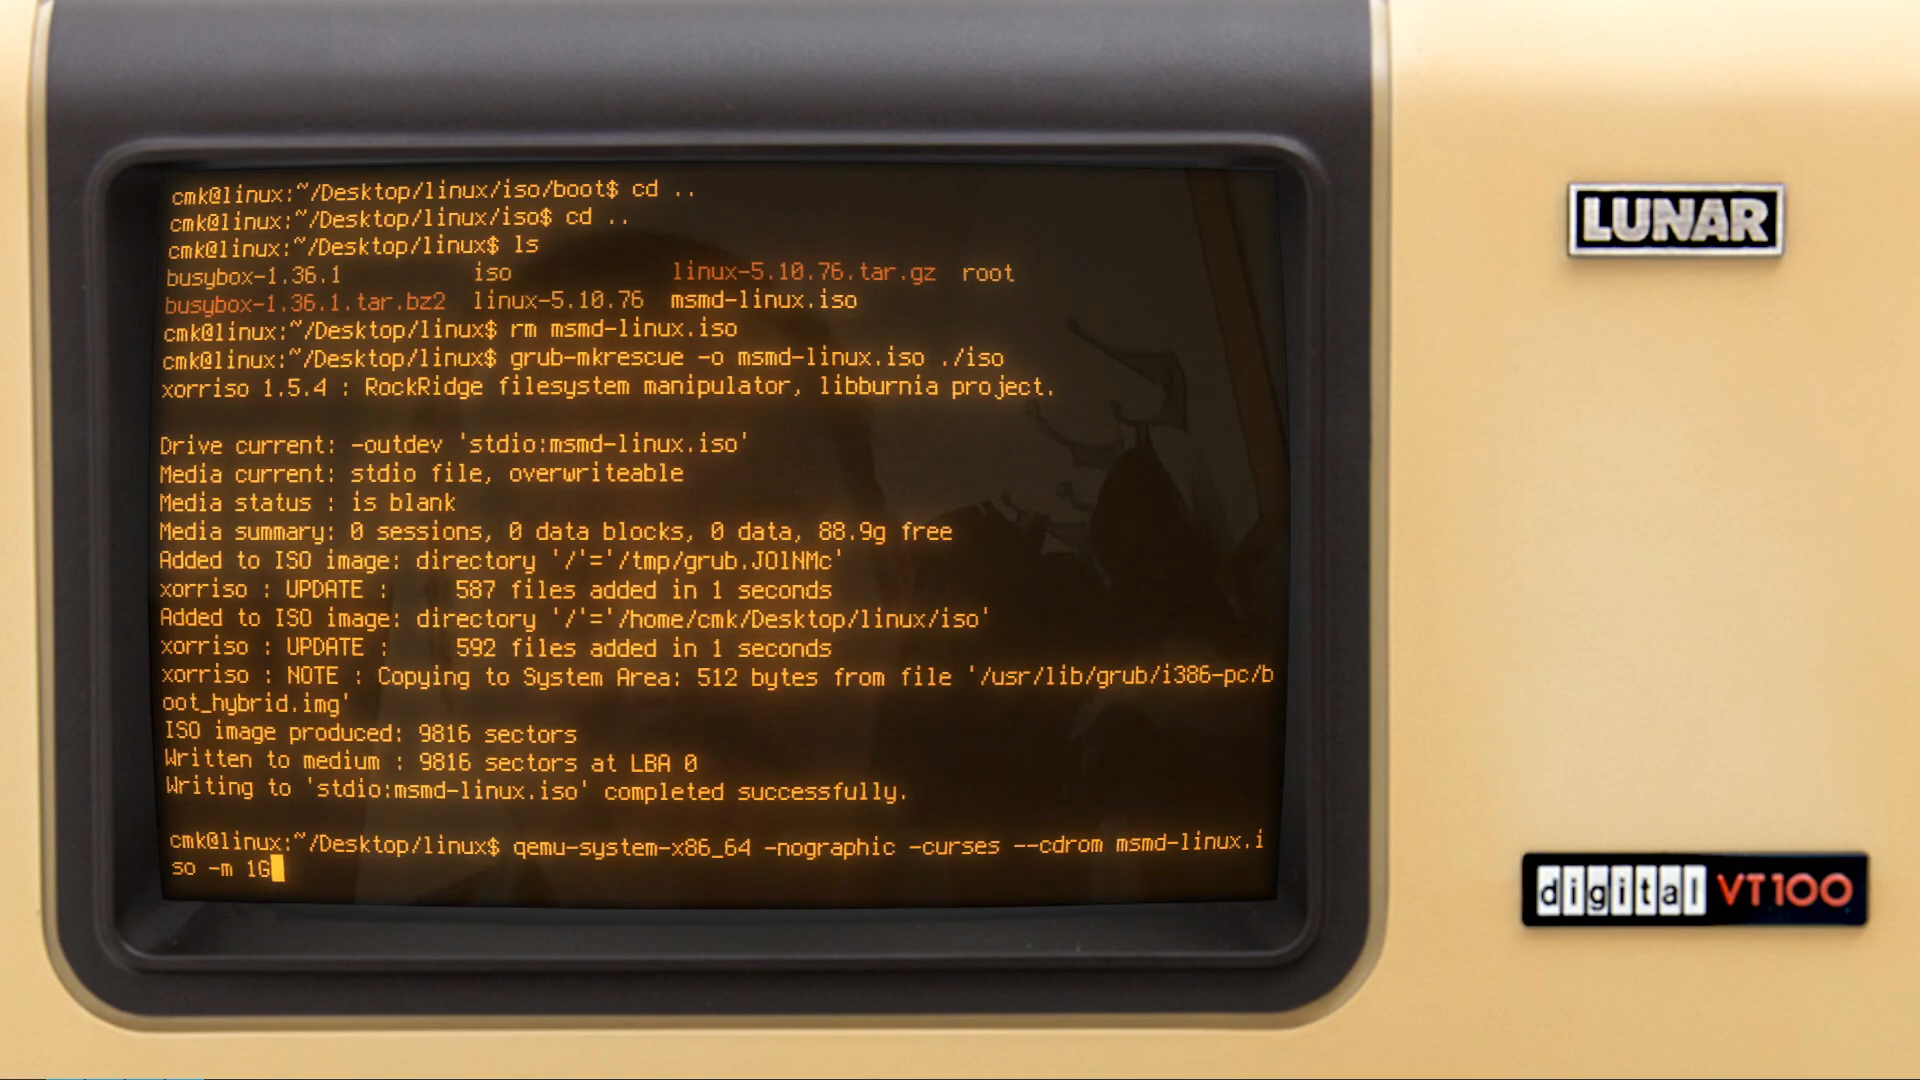 cmk@linux:~/Desktop/linux/iso/boot$ cd ..
cmk@linux:~/Desktop/linux/iso$ cd ..
cmk@linux:~/Desktop/linux$ ls
busybox-1.36.1 iso linux-5.10.76.tar.gz root
busybox-1.36.1.tar.bz2 linux-5.10.76 msmd-linux.iso
cmk@linux:~/Desktop/linux$ rm msmd-linux.iso
cmk@linux:~/Desktop/linux$ grub-mkrescue -o msmd-linux.iso ./iso
xorriso 1.5.4 : RockRidge filesystem manipulator, libburnia project.
Drive current: -outdev 'stdio:msmd-linux.iso'
Media current: stdio file, overwriteable
Media status : is blank
Media summary: 0 sessions, 0 data blocks, 0 data, 88.9g free
Added to ISO image: directory '/'='/tmp/grub.JOlNMc'
xorriso : UPDATE : 587 files added in 1 seconds
Added to ISO image: directory '/'='/home/cmk/Desktop/linux/iso'
xorriso : UPDATE : 592 files added in 1 seconds
xorriso : NOTE : Copying to System Area: 512 bytes from file '/usr/lib/grub/i386-pc/b
oot_hybrid.img'
ISO image produced: 9816 sectors
Written to medium : 9816 sectors at LBA 0
Writing to 'stdio:msmd-linux.iso' completed successfully.
cmk@linux:~/Desktop/linux$ qemu-system-x86_64 -nographic -curses --cdrom msmd-linux.i
so -m 1G
LUNAR
digital VT100